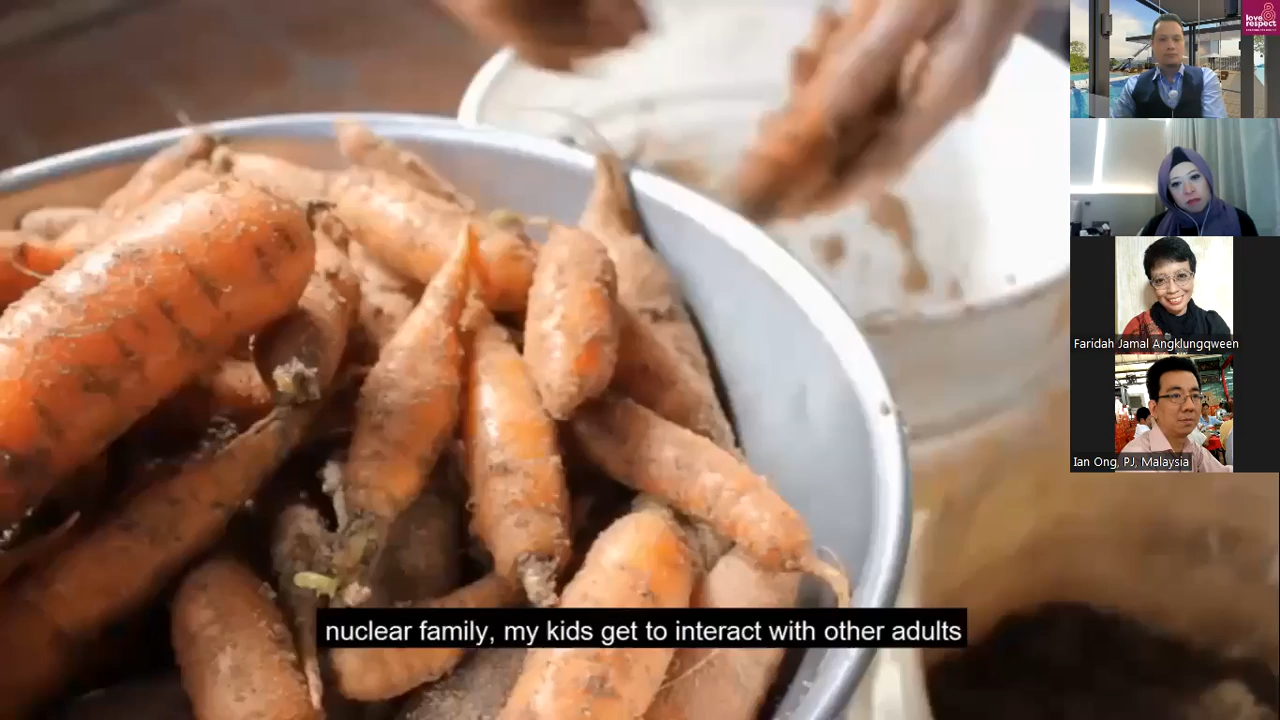 love
respect
Faridah Jamal Angklungqween
Ian Ong, PJ, Malaysia
nuclear family, my kids get to interact with other adults